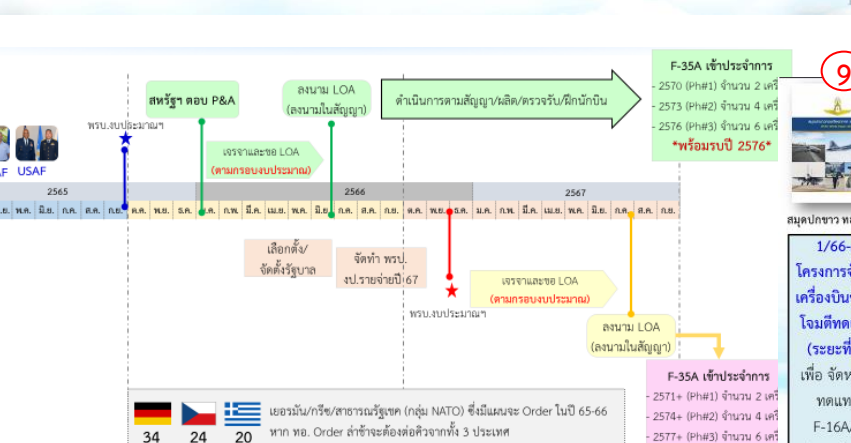 F-35A เข้าประจำการ
- 2570 (Ph#1) จำนวน 2 เครื่
- 2573 (Ph#2) จำนวน 4 เครื่
- 2576 (Ph#3) จำนวน 6 เครื่
*พร้อมรบปี 2576*
9
สหรัฐฯ ตอบ P&A
ลงนาม LOA
(ลงนามในสัญญา)
ดำเนินการตามสัญญา/ผลิต/ตรวจรับ/ฝึกนักบิน
พรบ.งบประมาณฯ
เจรจาและขอ LOA
(ตามกรอบงบประมาณ)
AF USAF
2565 2566 2567
พ.ค. มิ.ย. ก.ค. ส.ค. ก.ย. ต.ค. พ.ย. ธ.ค. ม.ค. ก.พ. มี.ค. เม.ย. พ.ค. มิ.ย. ก.ค. ส.ค. ก.ย. ต.ค. พ.ย. ธ.ค. ม.ค. ก.พ. มี.ค. เม.ย. พ.ค. มิ.ย. ก.ค. ส.ค. ก.ย.
เลือกตั้ง/
จัดตั้งรัฐบาล
จัดทำ พรบ.
งป.รายจ่ายปี 67
เจรจาและขอ LOA
(ตามกรอบงบประมาณ)
พรบ.งบประมาณฯ
ลงนาม LOA
(ลงนามในสัญญา)
F-35A เข้าประจำการ
- 2571+ (Ph#1) จำนวน 2 เครื่
- 2574+ (Ph#2) จำนวน 4 เครื่
- 2577+ (Ph#3) จำนวน 6 เครื่
เยอรมัน/กรีซ/สาธารณรัฐเชค (กลุ่ม NATO) ซึ่งมีแผนจะ Order ในปี 65-66
หาก ทอ. Order ล่าช้าจะต้องต่อคิวจากทั้ง 3 ประเทศ
34 24 20
สมุดปกขาว ทอ
1/66-
โครงการจ
เครื่องบินข
โจมตีทด
(ระยะที่
เพื่อ จัดห
ทดแท
F-16A/